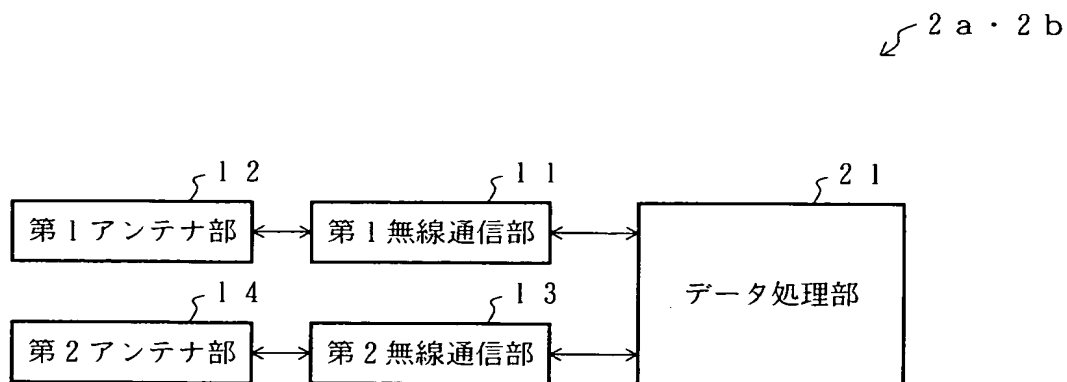 2a・2b
12
11
21
第1アンテナ部
第1無線通信部
データ処理部
14
13
第2アンテナ部
第2無線通信部